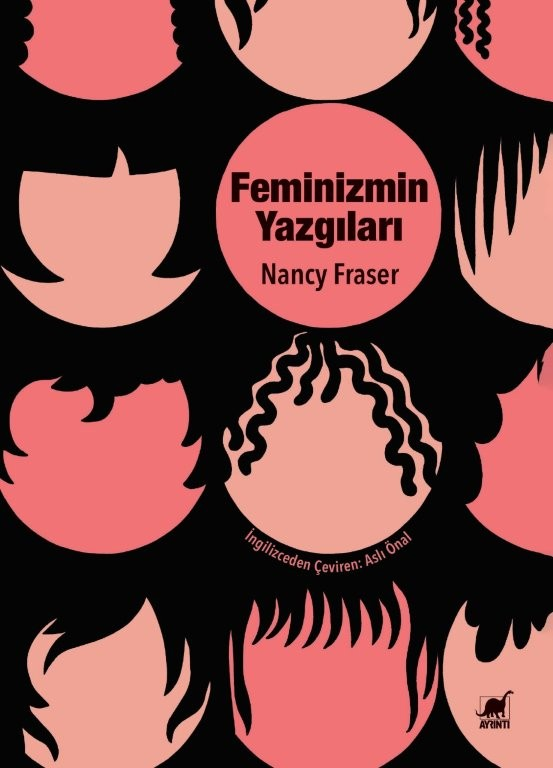 Feminizmin
Yazgıları
Nancy Fraser
İngilizceden Çeviren: Aslı Önal
AYRINTI